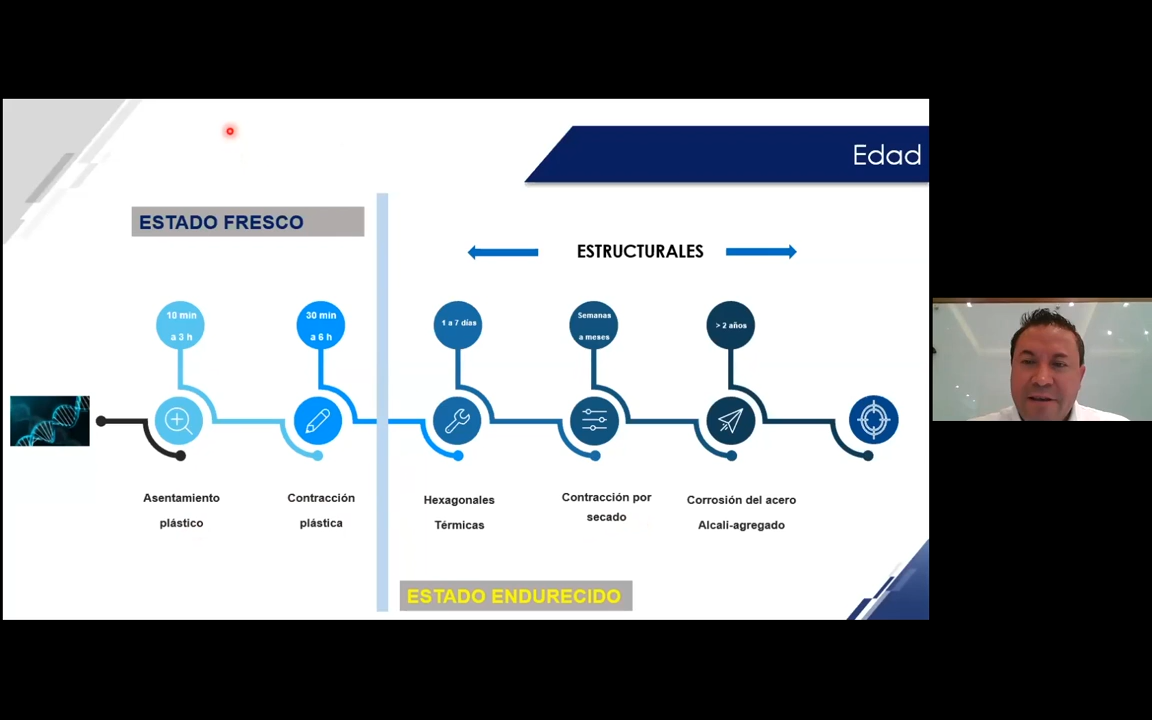 Edad
ESTADO FRESCO
ESTRUCTURALES
10 min
a 3 h
30 min
a 6 h
1 a 7 días
Semanas
a meses
> 2 años
Asentamiento
plástico
Contracción
plástica
Hexagonales
Térmicas
Contracción por
secado
Corrosión del acero
Alcali-agregado
ESTADO ENDURECIDO